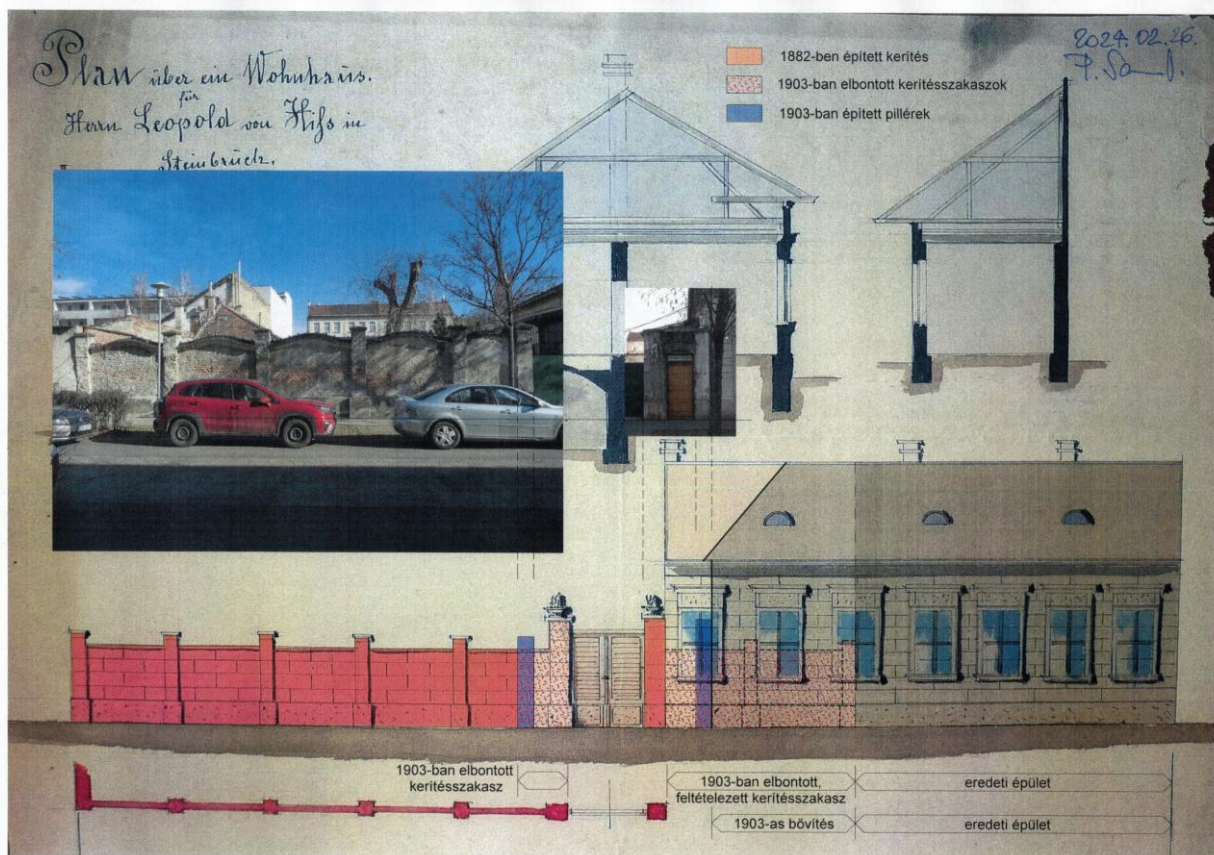 Plan über ein Wohnhaus.
für
Herrn Leopold von Hiſs in
Steinbrück.
2024. 02. 26.
1882-ben épített kerítés
1903-ban elbontott kerítésszakaszok
1903-ban épített pillérek
1903-ban elbontott
kerítésszakasz
1903-ban elbontott,
feltételezett kerítésszakasz
eredeti épület
1903-as bővítés
eredeti épület